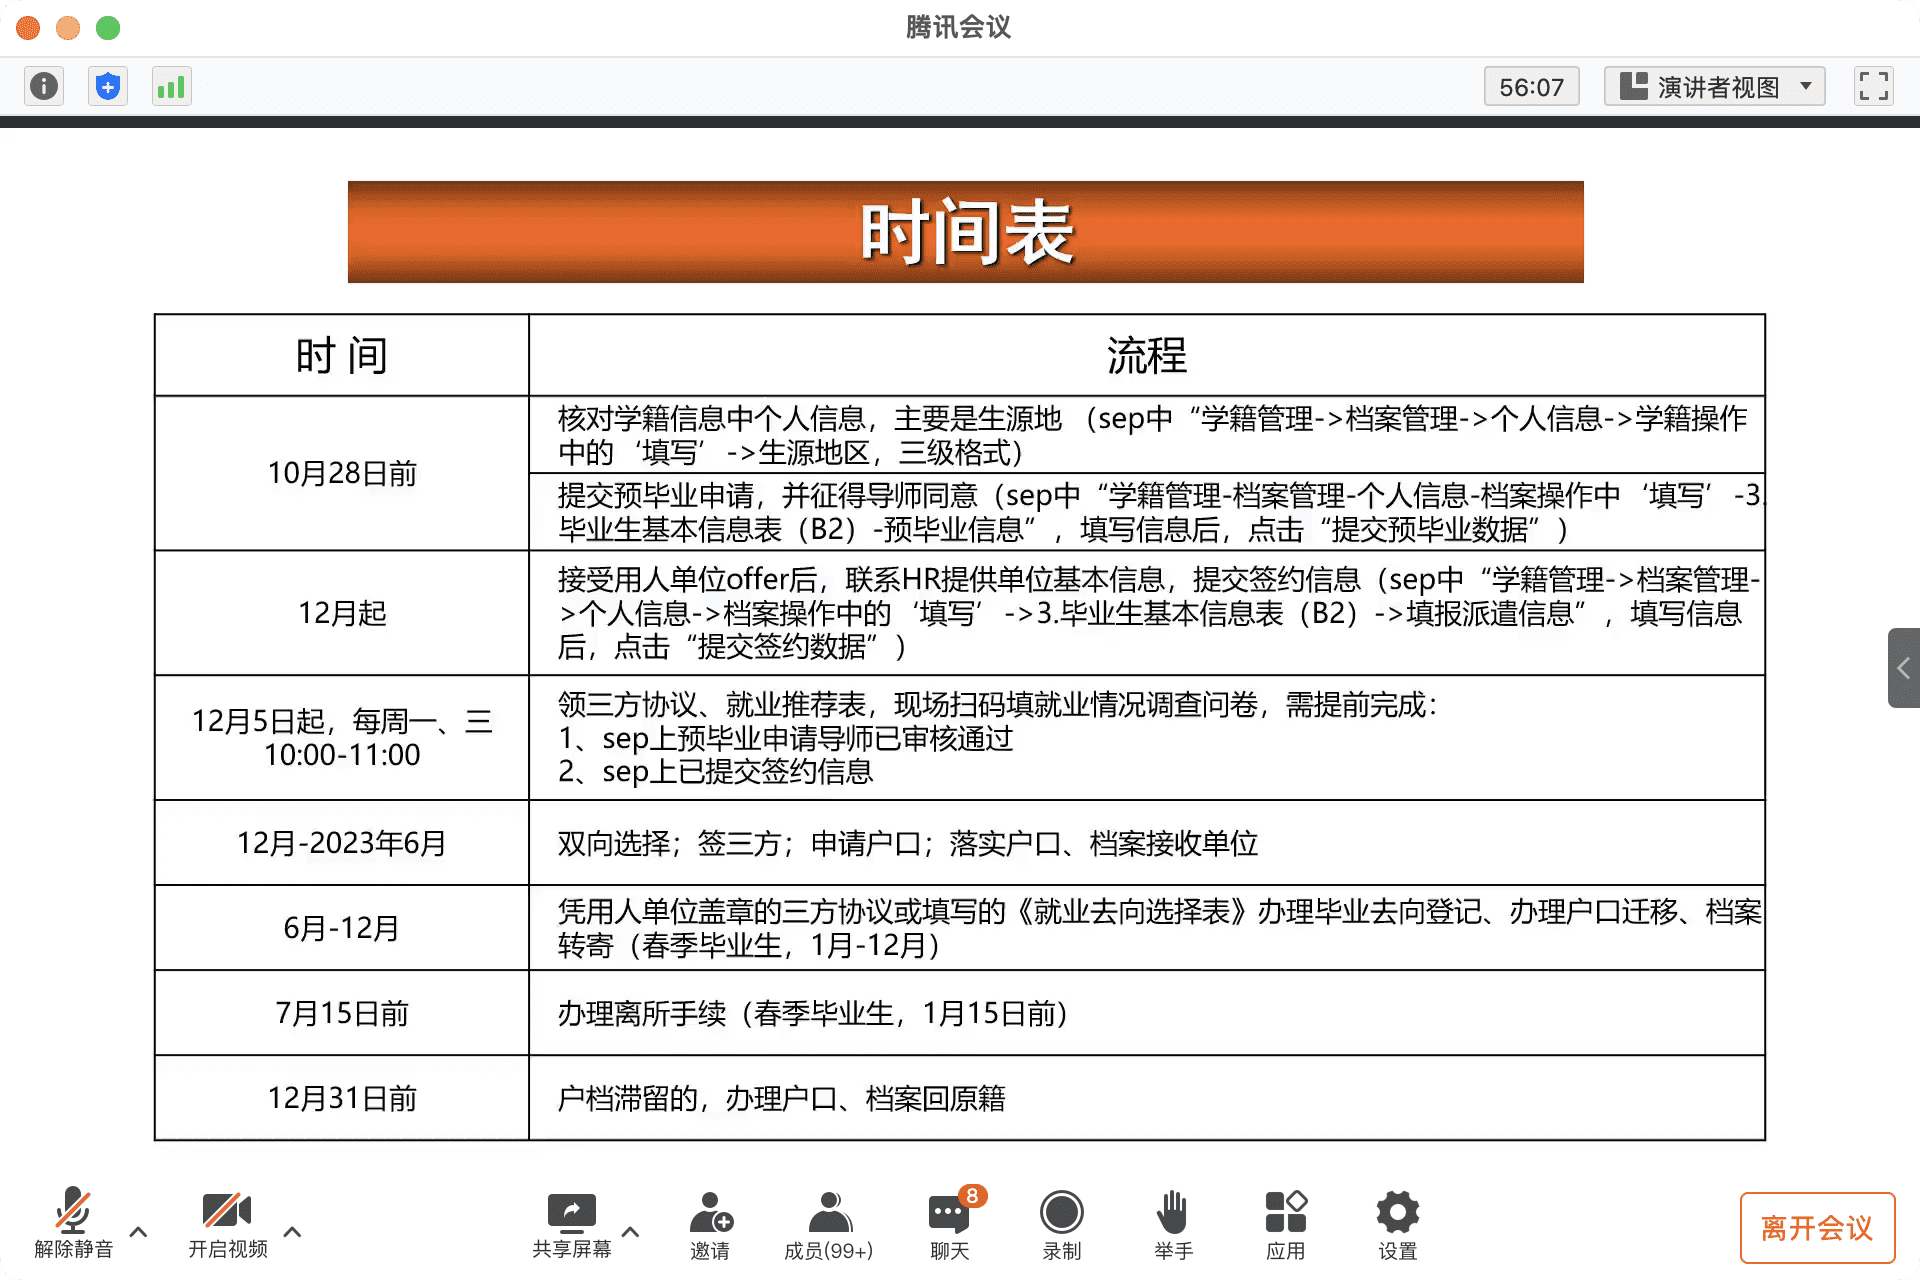 腾讯会议
56:07
演讲者视图
时间表
时 间
流程
10月28日前
核对学籍信息中个人信息，主要是生源地 （sep中“学籍管理->档案管理->个人信息->学籍操作
中的‘填写’->生源地区，三级格式）
提交预毕业申请，并征得导师同意（sep中“学籍管理-档案管理-个人信息-档案操作中‘填写’-3.
毕业生基本信息表（B2）-预毕业信息”，填写信息后，点击“提交预毕业数据”）
12月起
接受用人单位offer后，联系HR提供单位基本信息，提交签约信息（sep中“学籍管理->档案管理-
>个人信息->档案操作中的‘填写’->3.毕业生基本信息表（B2）->填报派遣信息”，填写信息
后，点击“提交签约数据”）
12月5日起，每周一、三
10:00-11:00
领三方协议、就业推荐表，现场扫码填就业情况调查问卷，需提前完成：
1、sep上预毕业申请导师已审核通过
2、sep上已提交签约信息
12月-2023年6月
双向选择；签三方；申请户口；落实户口、档案接收单位
6月-12月
凭用人单位盖章的三方协议或填写的《就业去向选择表》办理毕业去向登记、办理户口迁移、档案
转寄（春季毕业生，1月-12月）
7月15日前
办理离所手续（春季毕业生，1月15日前）
12月31日前
户档滞留的，办理户口、档案回原籍
解除静音
开启视频
共享屏幕
邀请
成员(99+)
8
聊天
录制
举手
应用
设置
离开会议